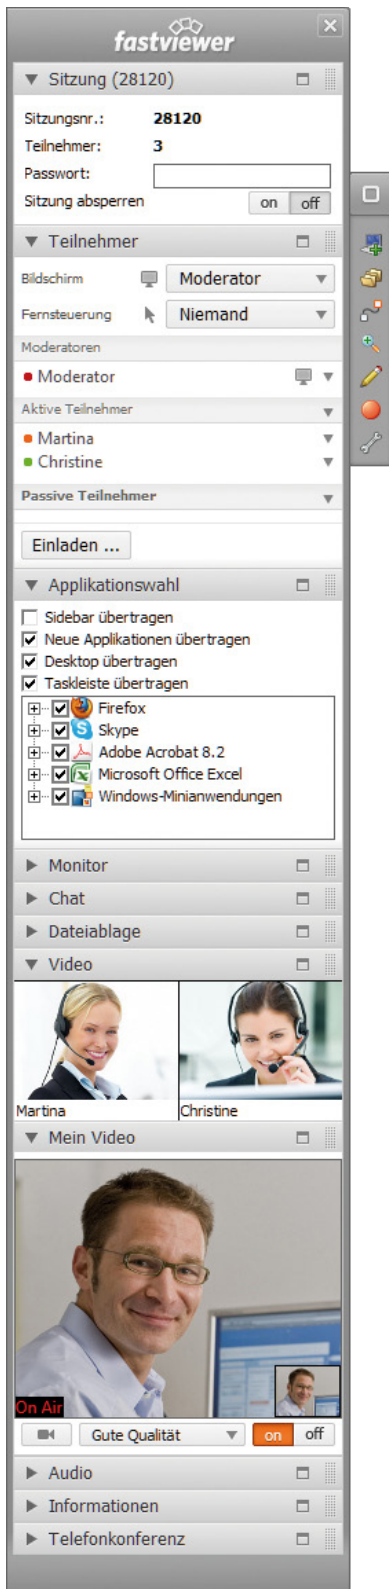 fastviewer
Sitzung (28120)
Sitzungsnr.: 28120
Teilnehmer: 3
Passwort:
Sitzung absperren on off
Teilnehmer
Bildschirm Moderator
Fernsteuerung Niemand
Moderatoren
Moderator
Aktive Teilnehmer
Martina
Christine
Passive Teilnehmer
Einladen ...
Applikationswahl
Sidebar übertragen
Neue Applikationen übertragen
Desktop übertragen
Taskleiste übertragen
Firefox
Skype
Adobe Acrobat 8.2
Microsoft Office Excel
Windows-Minianwendungen
Monitor
Chat
Dateiablage
Video
Martina Christine
Mein Video
On Air
Gute Qualität on off
Audio
Informationen
Telefonkonferenz